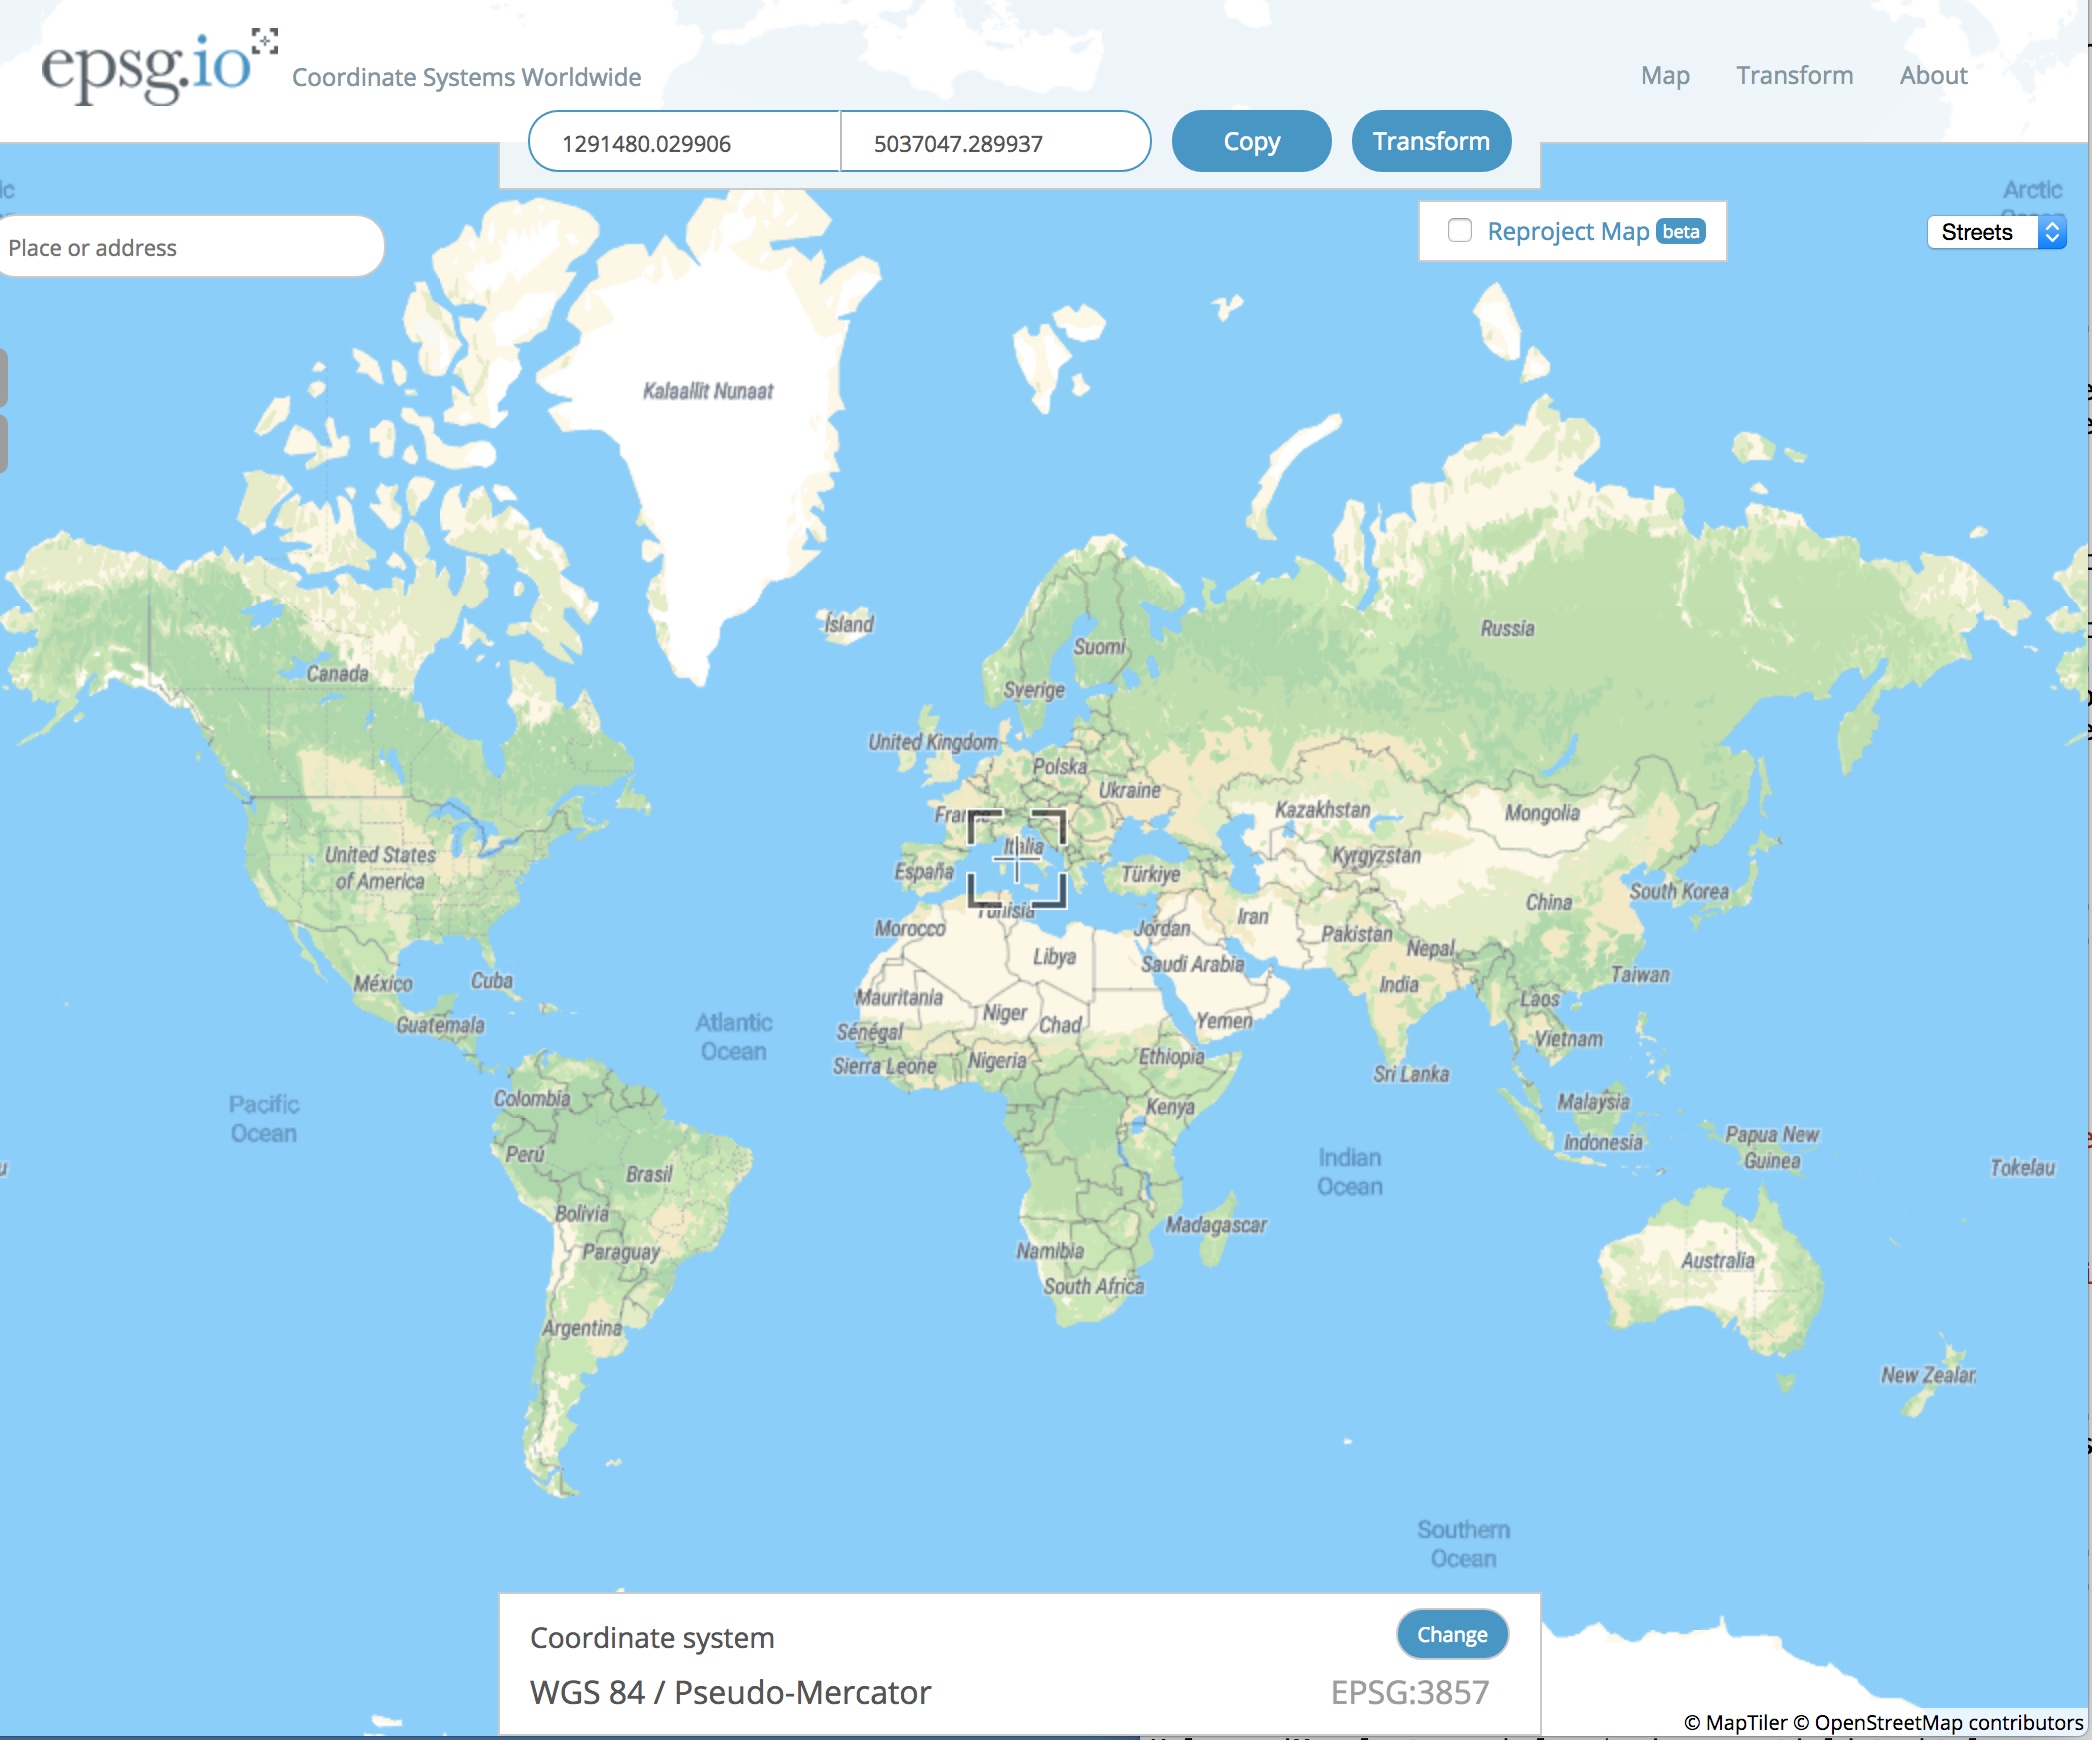 epsg.io
Coordinate Systems Worldwide
Map
Transform
About
1291480.029906
5037047.289937
Copy
Transform
Place or address
Reproject Map beta
Streets
Arctic
Kalaallit Nunaat
Ísland
Suomi
Sverige
Russia
Canada
United Kingdom
Polska
Ukraine
Kazakhstan
Mongolia
Italia
United States
of America
España
Türkiye
Kyrgyzstan
China
South Korea
Tunisia
Morocco
Jordan
Iran
Pakistan
Nepal
Libya
Saudi Arabia
India
Taiwan
México
Cuba
Mauritania
Niger
Chad
Laos
Guatemala
Atlantic
Ocean
Sénégal
Yemen
Vietnam
Sierra Leone
Nigeria
Ethiopia
Sri Lanka
Colombia
Pacific
Ocean
Kenya
Malaysia
Indonesia
Papua New
Guinea
Perú
Brasil
Indian
Ocean
Tokelau
Bolivia
Madagascar
Paraguay
Namibia
Australia
South Africa
Argentina
New Zealan
Southern
Ocean
Coordinate system
Change
WGS 84 / Pseudo-Mercator
EPSG:3857
© MapTiler © OpenStreetMap contributors